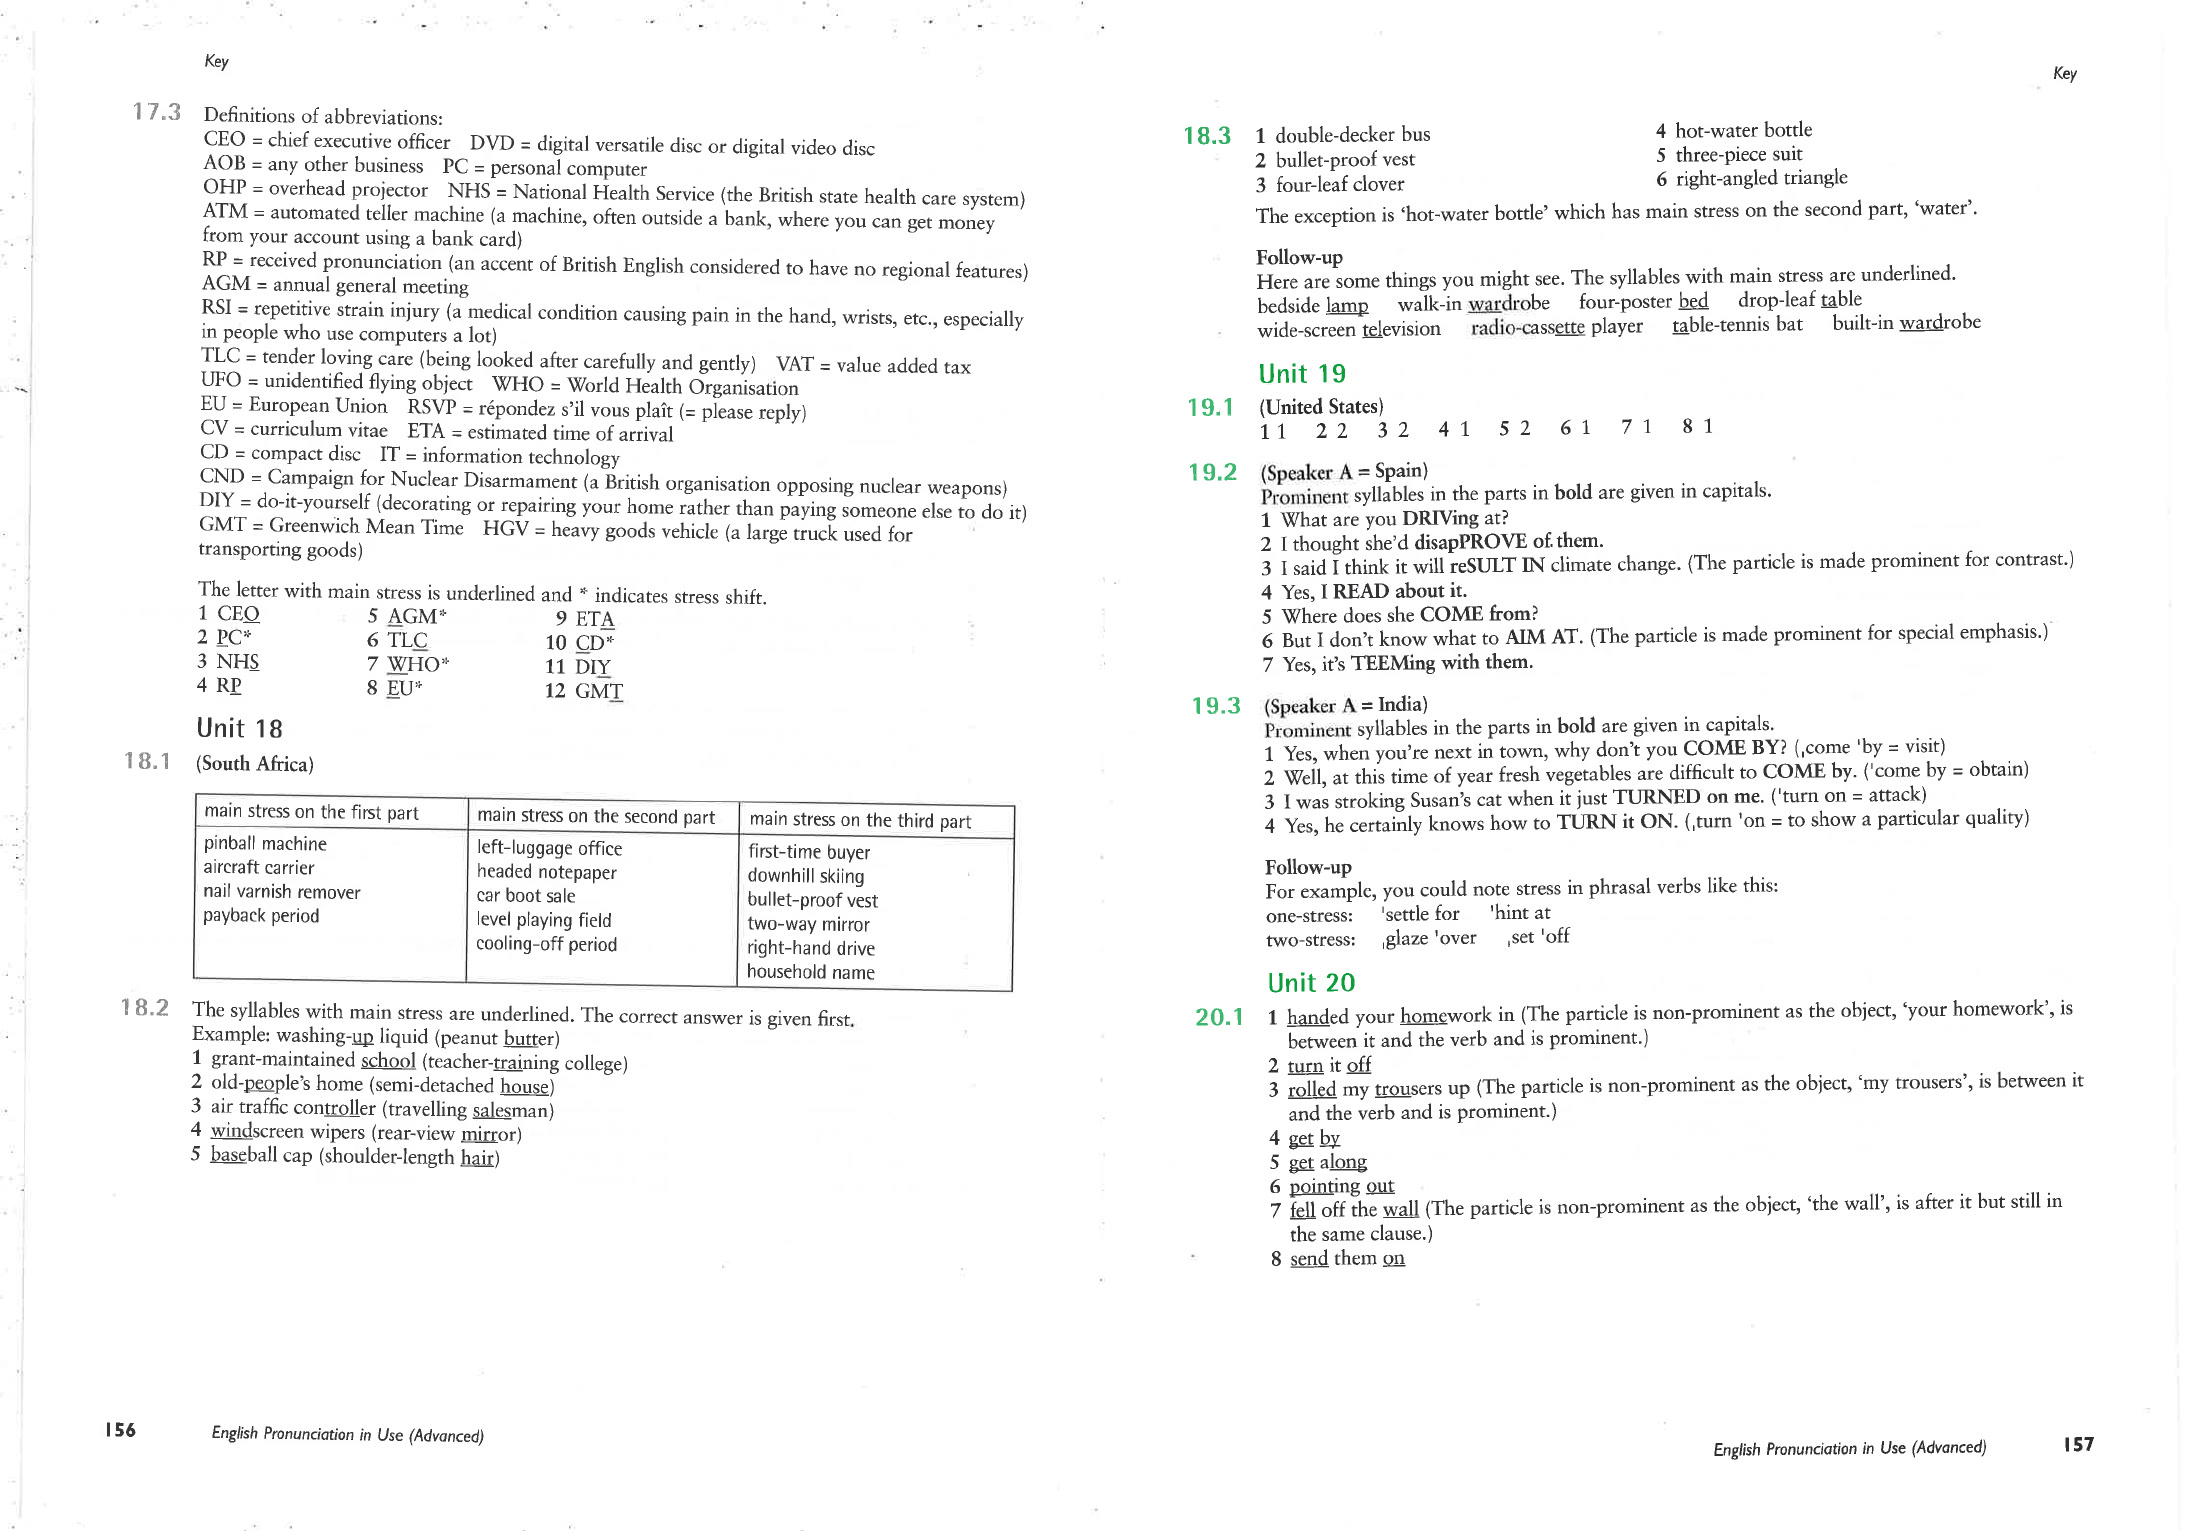 Key
17.3 Definitions of abbreviations:
CEO = chief executive officer DVD = digital versatile disc or digital video disc
AOB = any other business PC = personal computer
OHP = overhead projector NHS = National Health Service (the British state health care system)
ATM = automated teller machine (a machine, often outside a bank, where you can get money
from your account using a bank card)
RP = received pronunciation (an accent of British English considered to have no regional features)
AGM = annual general meeting
RSI = repetitive strain injury (a medical condition causing pain in the hand, wrists, etc., especially
in people who use computers a lot)
TLC = tender loving care (being looked after carefully and gently) VAT = value added tax
UFO = unidentified flying object WHO = World Health Organisation
EU = European Union RSVP = répondez s'il vous plaît (= please reply)
CV = curriculum vitae ETA = estimated time of arrival
CD = compact disc IT = information technology
CND = Campaign for Nuclear Disarmament (a British organisation opposing nuclear weapons)
DIY = do-it-yourself (decorating or repairing your home rather than paying someone else to do it)
GMT = Greenwich Mean Time HGV = heavy goods vehicle (a large truck used for
transporting goods)
The letter with main stress is underlined and * indicates stress shift.
1 CEO 5 AGM* 9 ETA
2 PC* 6 TLC 10 CD*
3 NHS 7 WHO* 11 DIY
4 RP 8 EU* 12 GMT
Unit 18
18.1 (South Africa)
main stress on the first part main stress on the second part main stress on the third part
pinball machine left-luggage office first-time buyer
aircraft carrier headed notepaper downhill skiing
nail varnish remover car boot sale bullet-proof vest
payback period level playing field two-way mirror
cooling-off period right-hand drive
household name
18.2 The syllables with main stress are underlined. The correct answer is given first.
Example: washing-up liquid (peanut butter)
1 grant-maintained school (teacher-training college)
2 old-people's home (semi-detached house)
3 air traffic controller (travelling salesman)
4 windscreen wipers (rear-view mirror)
5 baseball cap (shoulder-length hair)
156 English Pronunciation in Use (Advanced)
Key
18.3 1 double-decker bus 4 hot-water bottle
2 bullet-proof vest 5 three-piece suit
3 four-leaf clover 6 right-angled triangle
The exception is 'hot-water bottle' which has main stress on the second part, 'water'.
Follow-up
Here are some things you might see. The syllables with main stress are underlined.
bedside lamp walk-in wardrobe four-poster bed drop-leaf table
wide-screen television radio-cassette player table-tennis bat built-in wardrobe
Unit 19
19.1 (United States)
1 1 2 2 3 2 4 1 5 2 6 1 7 1 8 1
19.2 (Speaker A = Spain)
Prominent syllables in the parts in bold are given in capitals.
1 What are you DRIVing at?
2 I thought she'd disapPROVE of them.
3 I said I think it will reSULT IN climate change. (The particle is made prominent for contrast.)
4 Yes, I READ about it.
5 Where does she COME from?
6 But I don't know what to AIM AT. (The particle is made prominent for special emphasis.)
7 Yes, it's TEEMing with them.
19.3 (Speaker A = India)
Prominent syllables in the parts in bold are given in capitals.
1 Yes, when you're next in town, why don't you COME BY? (ˌcome ˈby = visit)
2 Well, at this time of year fresh vegetables are difficult to COME by. (ˈcome by = obtain)
3 I was stroking Susan's cat when it just TURNED on me. (ˈturn on = attack)
4 Yes, he certainly knows how to TURN it ON. (ˌturn ˈon = to show a particular quality)
Follow-up
For example, you could note stress in phrasal verbs like this:
one-stress: ˈsettle for ˈhint at
two-stress: ˌglaze ˈover ˌset ˈoff
Unit 20
20.1 1 handed your homework in (The particle is non-prominent as the object, 'your homework', is
between it and the verb and is prominent.)
2 turn it off
3 rolled my trousers up (The particle is non-prominent as the object, 'my trousers', is between it
and the verb and is prominent.)
4 get by
5 get along
6 pointing out
7 fell off the wall (The particle is non-prominent as the object, 'the wall', is after it but still in
the same clause.)
8 send them on
English Pronunciation in Use (Advanced) 157